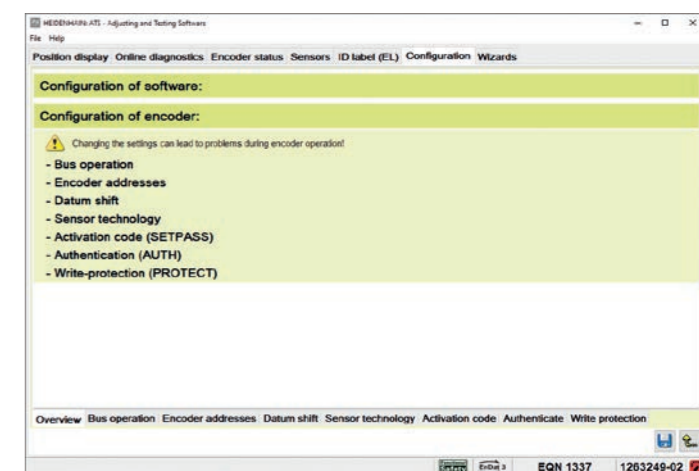 HEIDENHAIN: ATS - Adjusting and Testing Software
File Help
Position display Online diagnostics Encoder status Sensors ID label (EL) Configuration Wizards
Configuration of software:
Configuration of encoder:
Changing the settings can lead to problems during encoder operation!
- Bus operation
- Encoder addresses
- Datum shift
- Sensor technology
- Activation code (SETPASS)
- Authentication (AUTH)
- Write-protection (PROTECT)
Overview Bus operation Encoder addresses Datum shift Sensor technology Activation code Authenticate Write protection
EnDat 3 EQN 1337 1263249-02